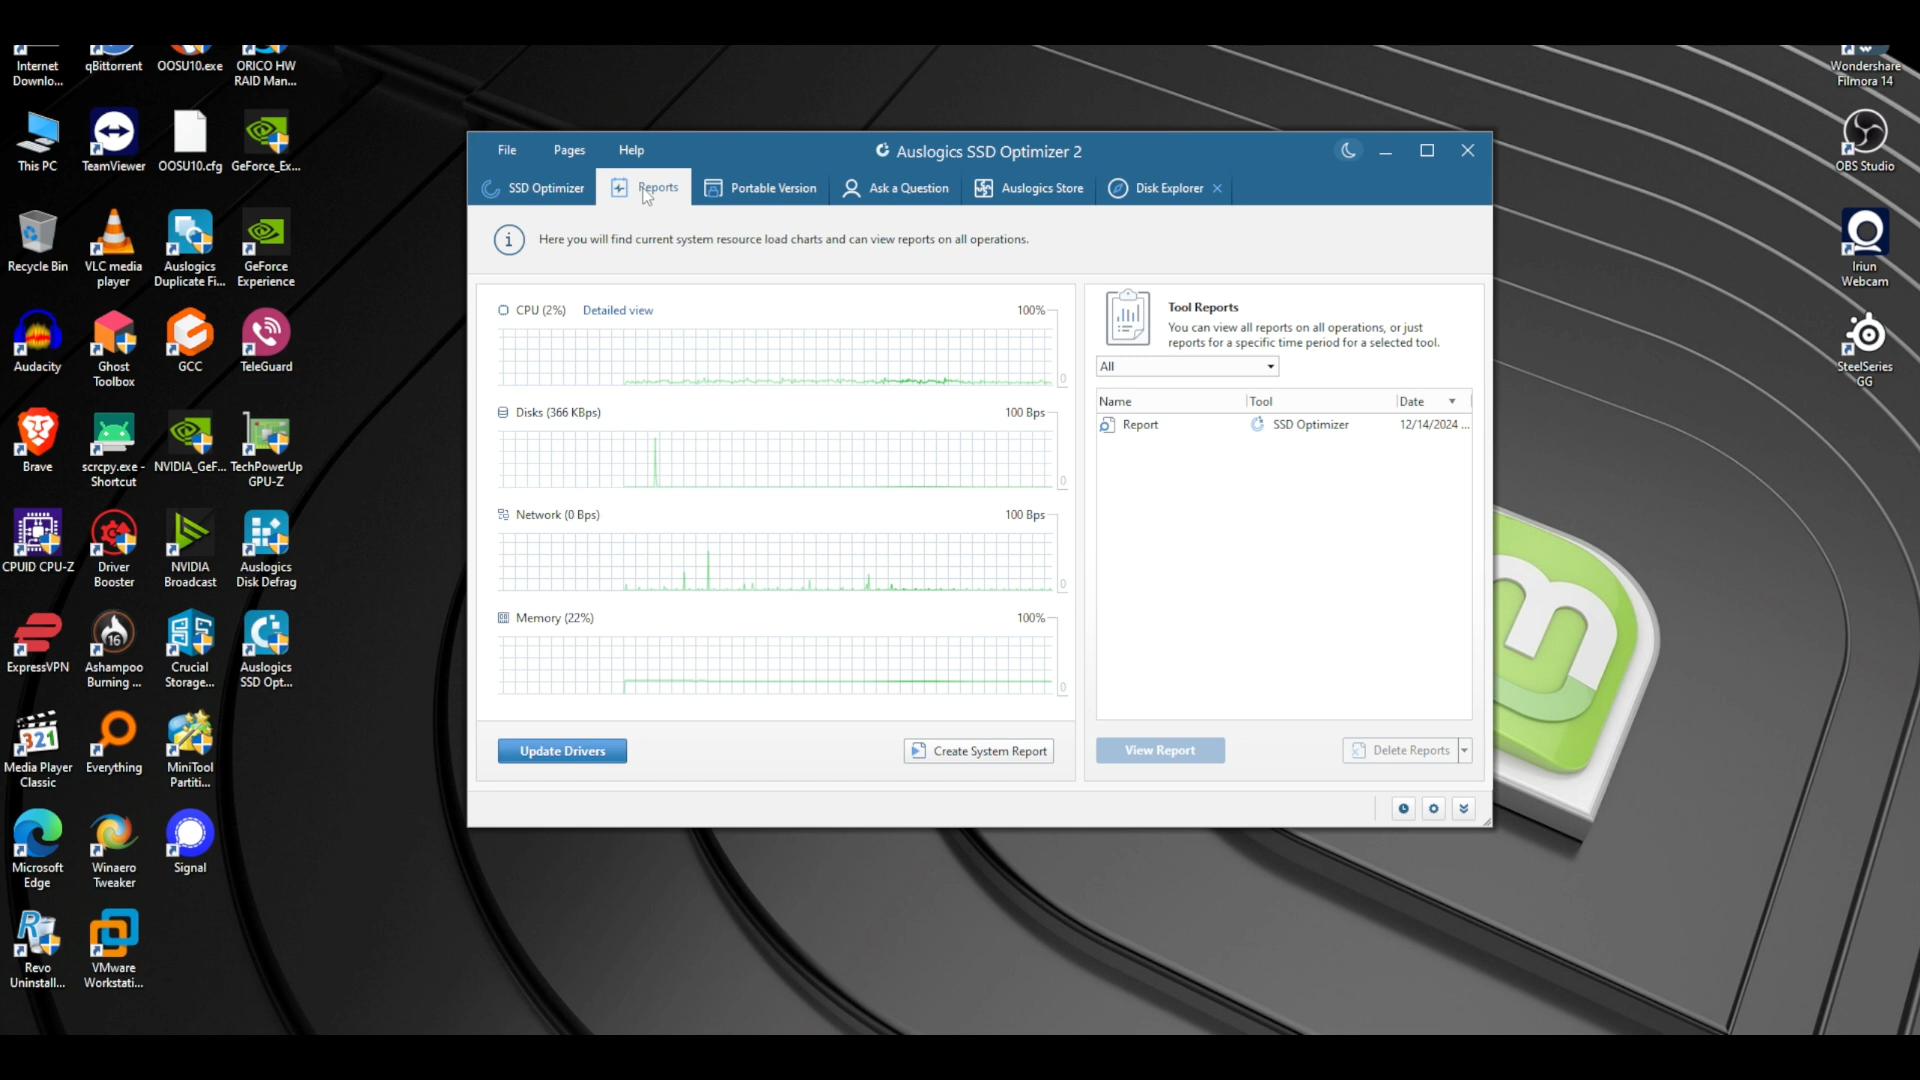 Internet
Downlo...
qBittorrent
OOSU10.exe
ORICO HW
RAID Man...
Wondershare
Filmora 14
This PC
TeamViewer
OOSU10.cfg
GeForce_Ex...
OBS Studio
Recycle Bin
VLC media
player
Auslogics
Duplicate Fi...
GeForce
Experience
Iriun
Webcam
Audacity
Ghost
Toolbox
GCC
TeleGuard
SteelSeries
GG
Brave
scrcpy.exe -
Shortcut
NVIDIA_GeF...
TechPowerUp
GPU-Z
CPUID CPU-Z
Driver
Booster
NVIDIA
Broadcast
Auslogics
Disk Defrag
ExpressVPN
16
Ashampoo
Burning ...
Crucial
Storage...
Auslogics
SSD Opt...
321
Media Player
Classic
Everything
MiniTool
Partiti...
Microsoft
Edge
Winaero
Tweaker
Signal
Revo
Uninstall...
VMware
Workstati...
File
Pages
Help
Auslogics SSD Optimizer 2
SSD Optimizer
Reports
Portable Version
Ask a Question
Auslogics Store
Disk Explorer
Here you will find current system resource load charts and can view reports on all operations.
CPU (2%)
Detailed view
100%
0
Disks (366 KBps)
100 Bps
0
Network (0 Bps)
100 Bps
0
Memory (22%)
100%
0
Update Drivers
Create System Report
Tool Reports
You can view all reports on all operations, or just
reports for a specific time period for a selected tool.
All
Name
Tool
Date
Report
SSD Optimizer
12/14/2024 ...
View Report
Delete Reports